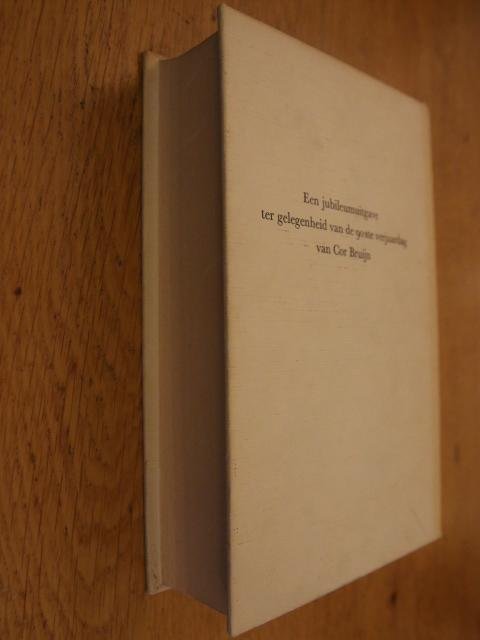 Een jubileumuitgave
ter gelegenheid van de 90ste verjaardag
van Cor Bruijn